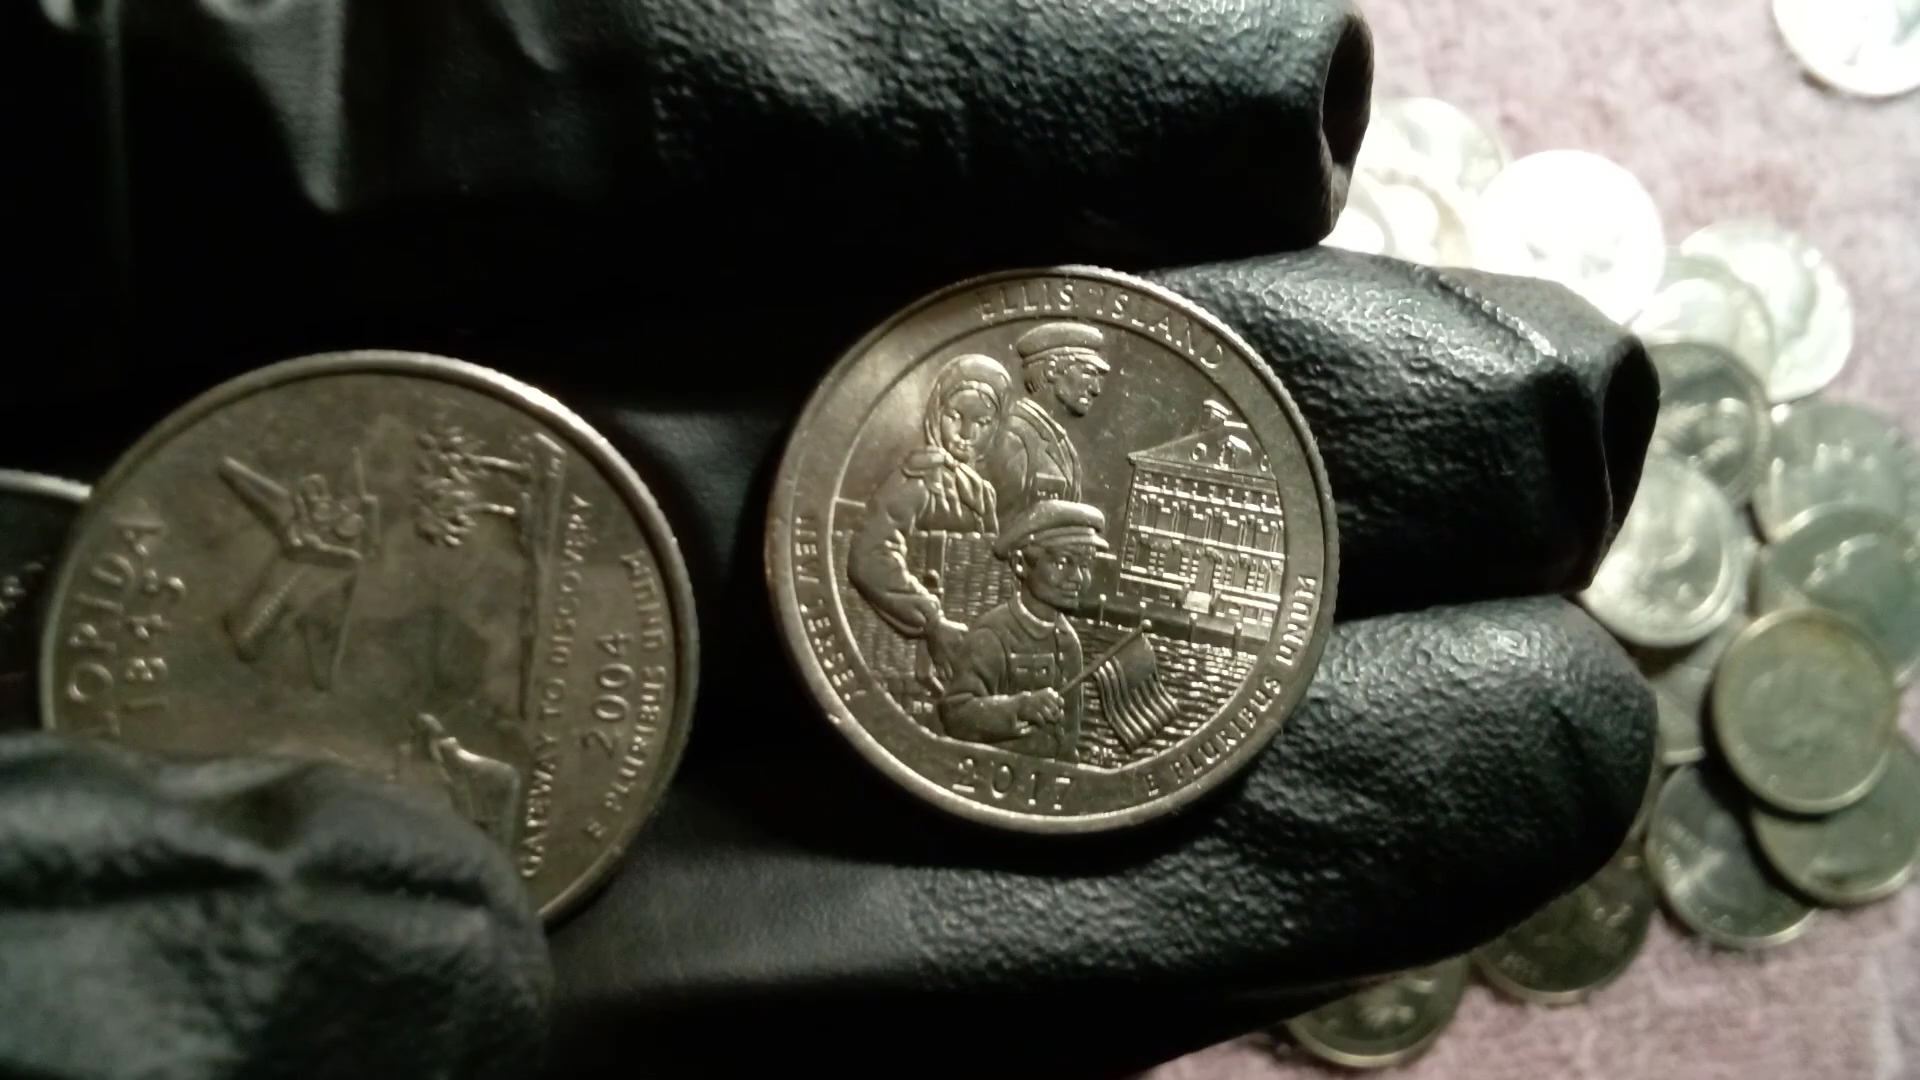 FLORIDA
1845
GATEWAY TO DISCOVERY
2004
E PLURIBUS UNUM
ELLIS ISLAND
NEW JERSEY
2017
E PLURIBUS UNUM